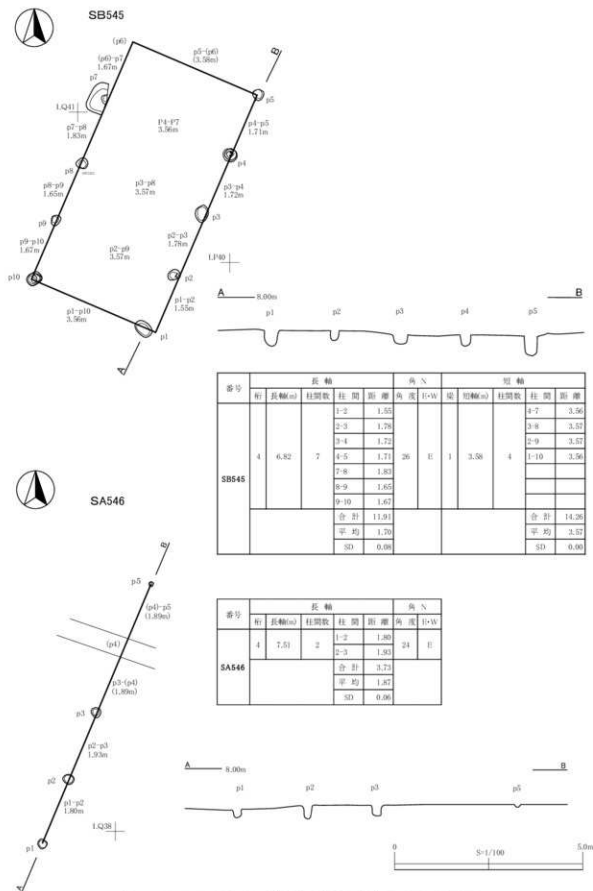 SB545
(p6)
p5-(p6)
(3.58m)
B
(p6)-p7
1.67m
p7
p5
LQ41
p7-p8
1.83m
P4-P7
3.56m
p4-p5
1.71m
p4
p8
p3-p8
3.57m
p3-p4
1.72m
p8-p9
1.65m
p3
p9
p2-p3
1.78m
p9-p10
1.67m
p2-p9
3.57m
LP40
p10
p2
p1-p2
1.55m
p1-p10
3.56m
p1
A
A 8.00m B
p1 p2 p3 p4 p5
番号 長軸 角 N 短軸
桁 長軸(m) 柱間数 柱間 距離 角度 E・W 梁 短軸(m) 柱間数 柱間 距離
SB545 4 6.82 7 1-2 1.55 26 E 1 3.58 4 4-7 3.56
2-3 1.78 3-8 3.57
3-4 1.72 2-9 3.57
4-5 1.71 1-10 3.56
7-8 1.83
8-9 1.65
9-10 1.67
合計 11.91 合計 14.26
平均 1.70 平均 3.57
SD 0.08 SD 0.00
SA546
B
p5
(p4)-p5
(1.89m)
(p4)
p3-(p4)
(1.89m)
p3
p2-p3
1.93m
p2
p1-p2
1.80m
LQ38
p1
A
番号 長軸 角 N
桁 長軸(m) 柱間数 柱間 距離 角度 E・W
SA546 4 7.51 2 1-2 1.80 24 E
2-3 1.93
合計 3.73
平均 1.87
SD 0.06
A 8.00m B
p1 p2 p3 p5
0 S=1/100 5.0m